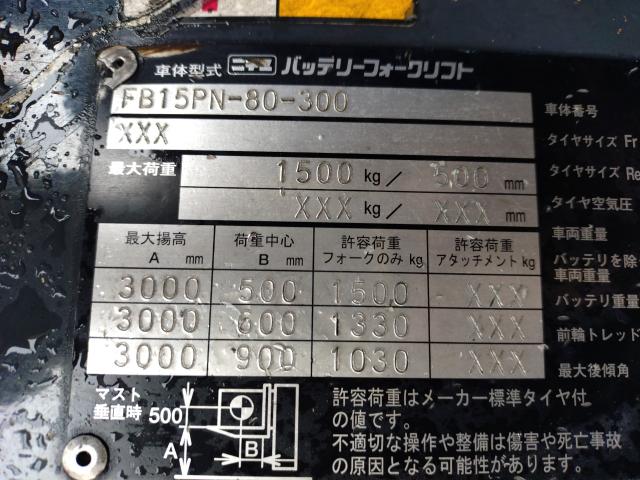 車体型式 ニチユ バッテリーフォークリフト
FB15PN-80-300
XXX
車体番号
タイヤサイズ Fr
最大荷重 1500 kg／ 500 mm
タイヤサイズ Re
XXX kg／ XXX mm
タイヤ空気圧
車両重量
最大揚高 荷重中心 許容荷重 許容荷重
A mm B mm フォークのみ kg アタッチメント kg
バッテリを除
車両重量
3000 500 1500 XXX
バッテリ重量
3000 600 1330 XXX
前輪トレッド
3000 900 1030 XXX
最大後傾角
マスト
垂直時 500
A B
許容荷重はメーカー標準タイヤ付
の値です。
不適切な操作や整備は傷害や死亡事故
の原因となる可能性があります。